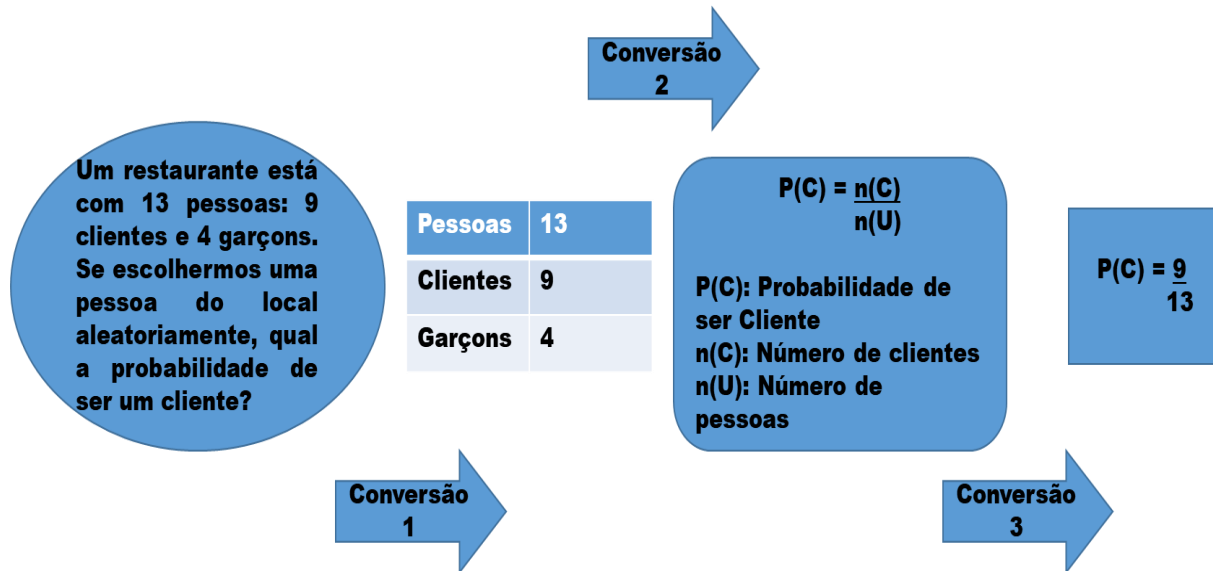 Conversão
2
Um restaurante está
com 13 pessoas: 9
clientes e 4 garçons.
Se escolhermos uma
pessoa do local
aleatoriamente, qual
a probabilidade de
ser um cliente?
Pessoas 13
Clientes 9
Garçons 4
P(C) = n(C)
n(U)
P(C): Probabilidade de
ser Cliente
n(C): Número de clientes
n(U): Número de
pessoas
P(C) = 9
13
Conversão
1
Conversão
3